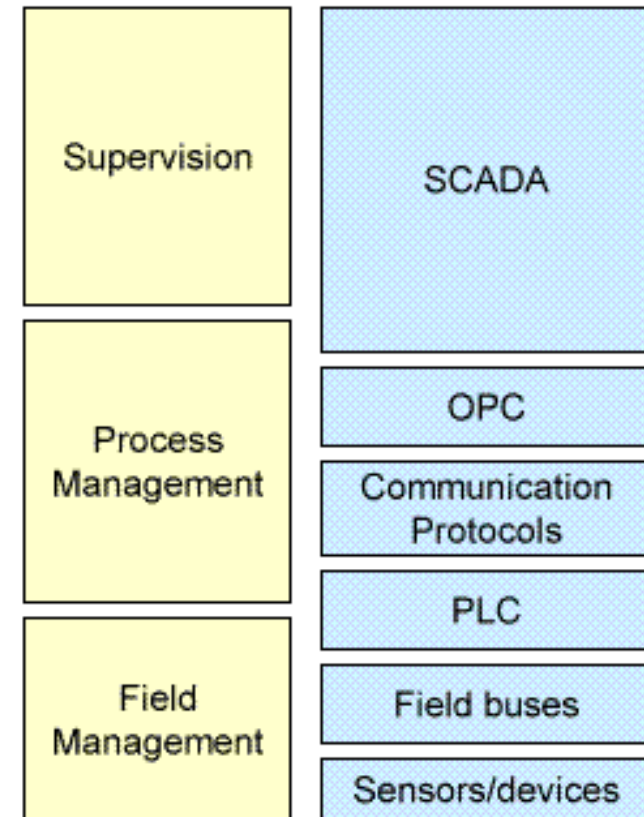 Supervision
Process
Management
Field
Management
SCADA
OPC
Communication
Protocols
PLC
Field buses
Sensors/devices